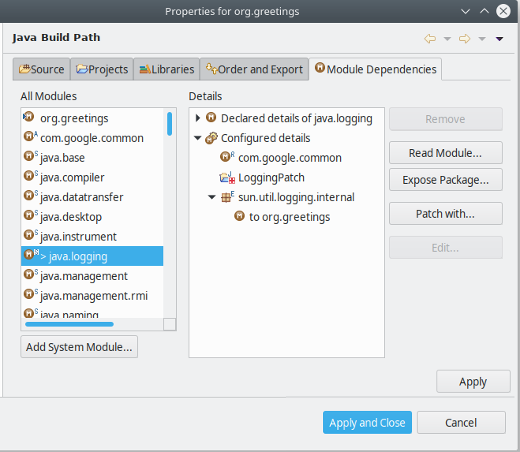 Properties for org.greetings
Java Build Path
Source
Projects
Libraries
Order and Export
Module Dependencies
All Modules
org.greetings
com.google.common
java.base
java.compiler
java.datatransfer
java.desktop
java.instrument
> java.logging
java.management
java.management.rmi
java.naming
Add System Module...
Details
Declared details of java.logging
Configured details
com.google.common
LoggingPatch
sun.util.logging.internal
to org.greetings
Remove
Read Module...
Expose Package...
Patch with...
Edit...
Apply
Apply and Close
Cancel